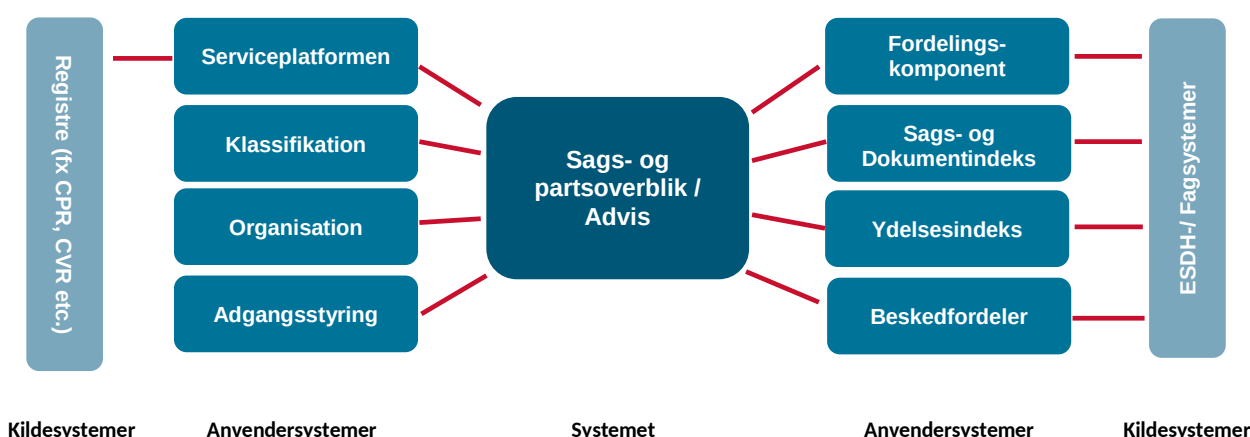 Registre (fx CPR, CVR etc.)
Serviceplatformen
Klassifikation
Organisation
Adgangsstyring
Sags- og
partsoverblik /
Advis
Fordelings-
komponent
Sags- og
Dokumentindeks
Ydelsesindeks
Beskedfordeler
ESDH-/ Fagsystemer
Kildesystemer
Anvendersystemer
Systemet
Anvendersystemer
Kildesystemer